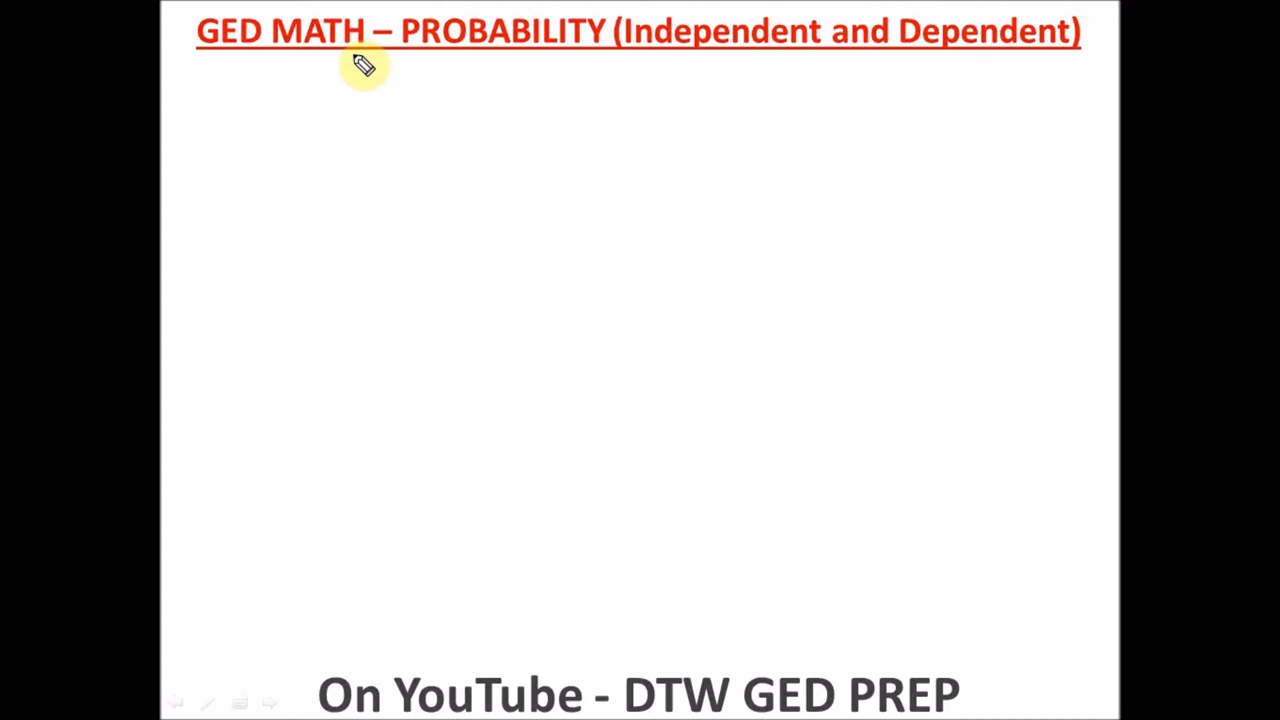 GED MATH – PROBABILITY (Independent and Dependent)
On YouTube - DTW GED PREP